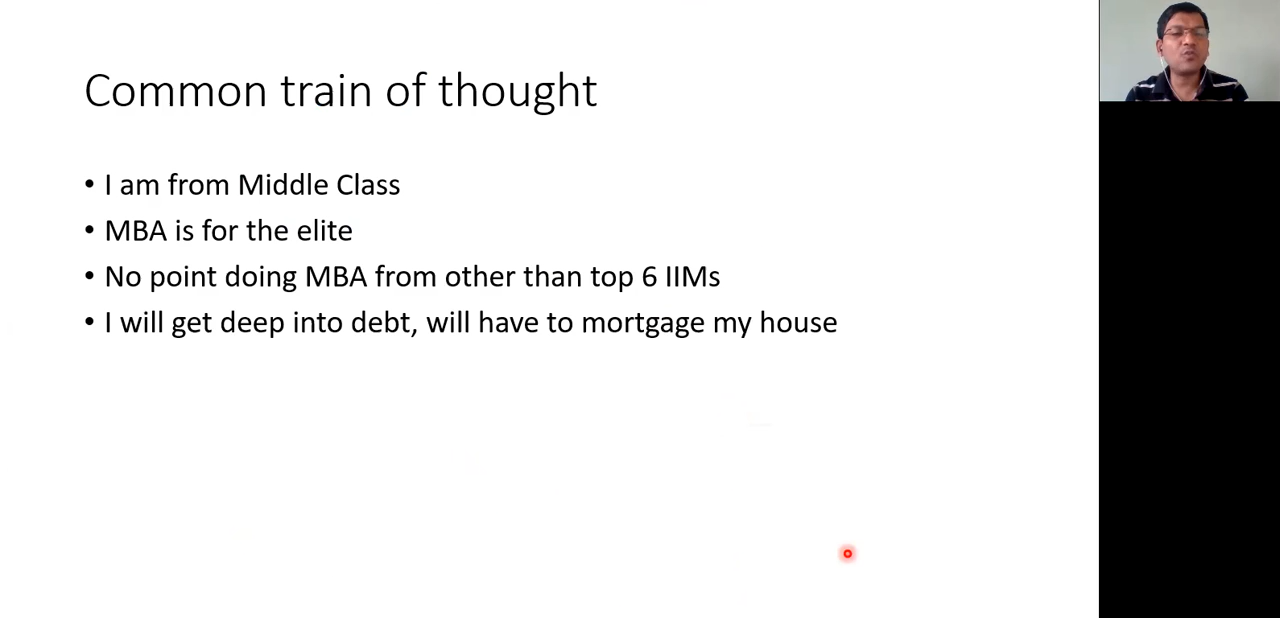 Common train of thought
• I am from Middle Class
• MBA is for the elite
• No point doing MBA from other than top 6 IIMs
• I will get deep into debt, will have to mortgage my house